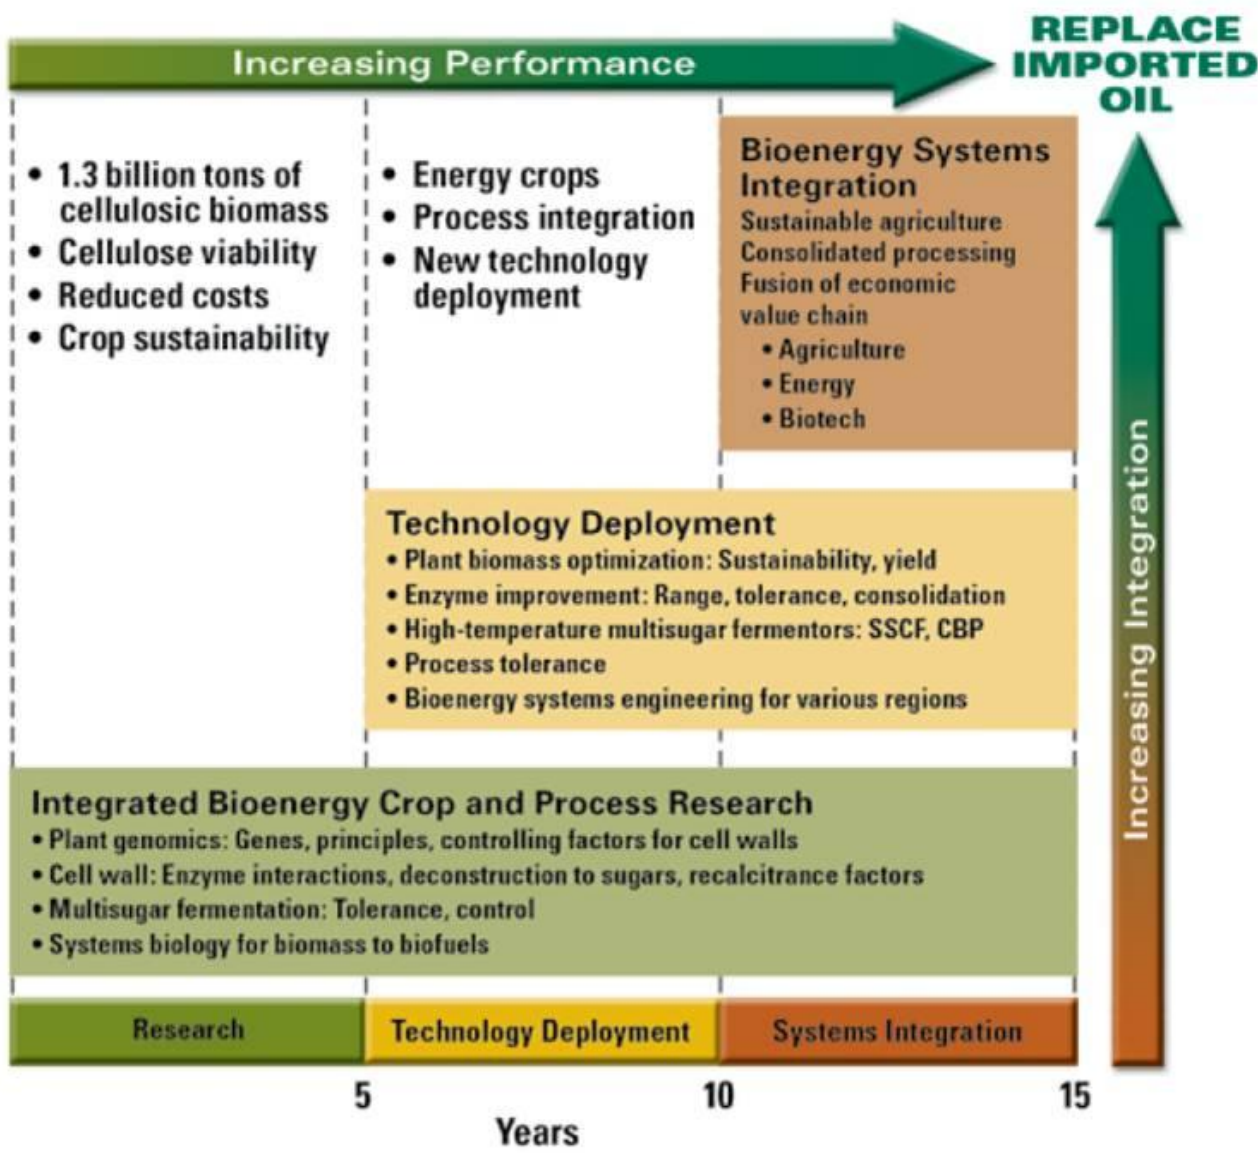 REPLACE
IMPORTED
OIL
Increasing Performance
• 1.3 billion tons of
cellulosic biomass
• Cellulose viability
• Reduced costs
• Crop sustainability
• Energy crops
• Process integration
• New technology
deployment
Bioenergy Systems
Integration
Sustainable agriculture
Consolidated processing
Fusion of economic
value chain
• Agriculture
• Energy
• Biotech
Increasing Integration
Technology Deployment
• Plant biomass optimization: Sustainability, yield
• Enzyme improvement: Range, tolerance, consolidation
• High-temperature multisugar fermentors: SSCF, CBP
• Process tolerance
• Bioenergy systems engineering for various regions
Integrated Bioenergy Crop and Process Research
• Plant genomics: Genes, principles, controlling factors for cell walls
• Cell wall: Enzyme interactions, deconstruction to sugars, recalcitrance factors
• Multisugar fermentation: Tolerance, control
• Systems biology for biomass to biofuels
Research
Technology Deployment
Systems Integration
5
10
15
Years